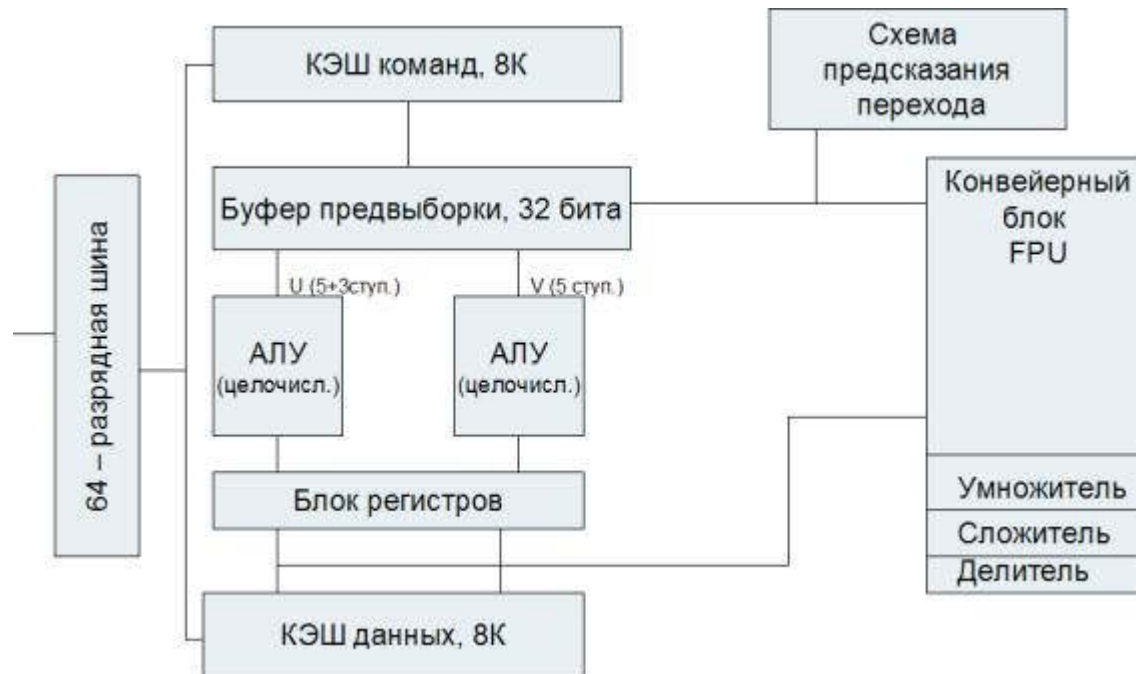 КЭШ команд, 8К
Схема
предсказания
перехода
64 – разрядная шина
Буфер предвыборки, 32 бита
Конвейерный
блок
FPU
U (5+3ступ.)
V (5 ступ.)
АЛУ
(целочисл.)
АЛУ
(целочисл.)
Блок регистров
Умножитель
Сложитель
Делитель
КЭШ данных, 8К